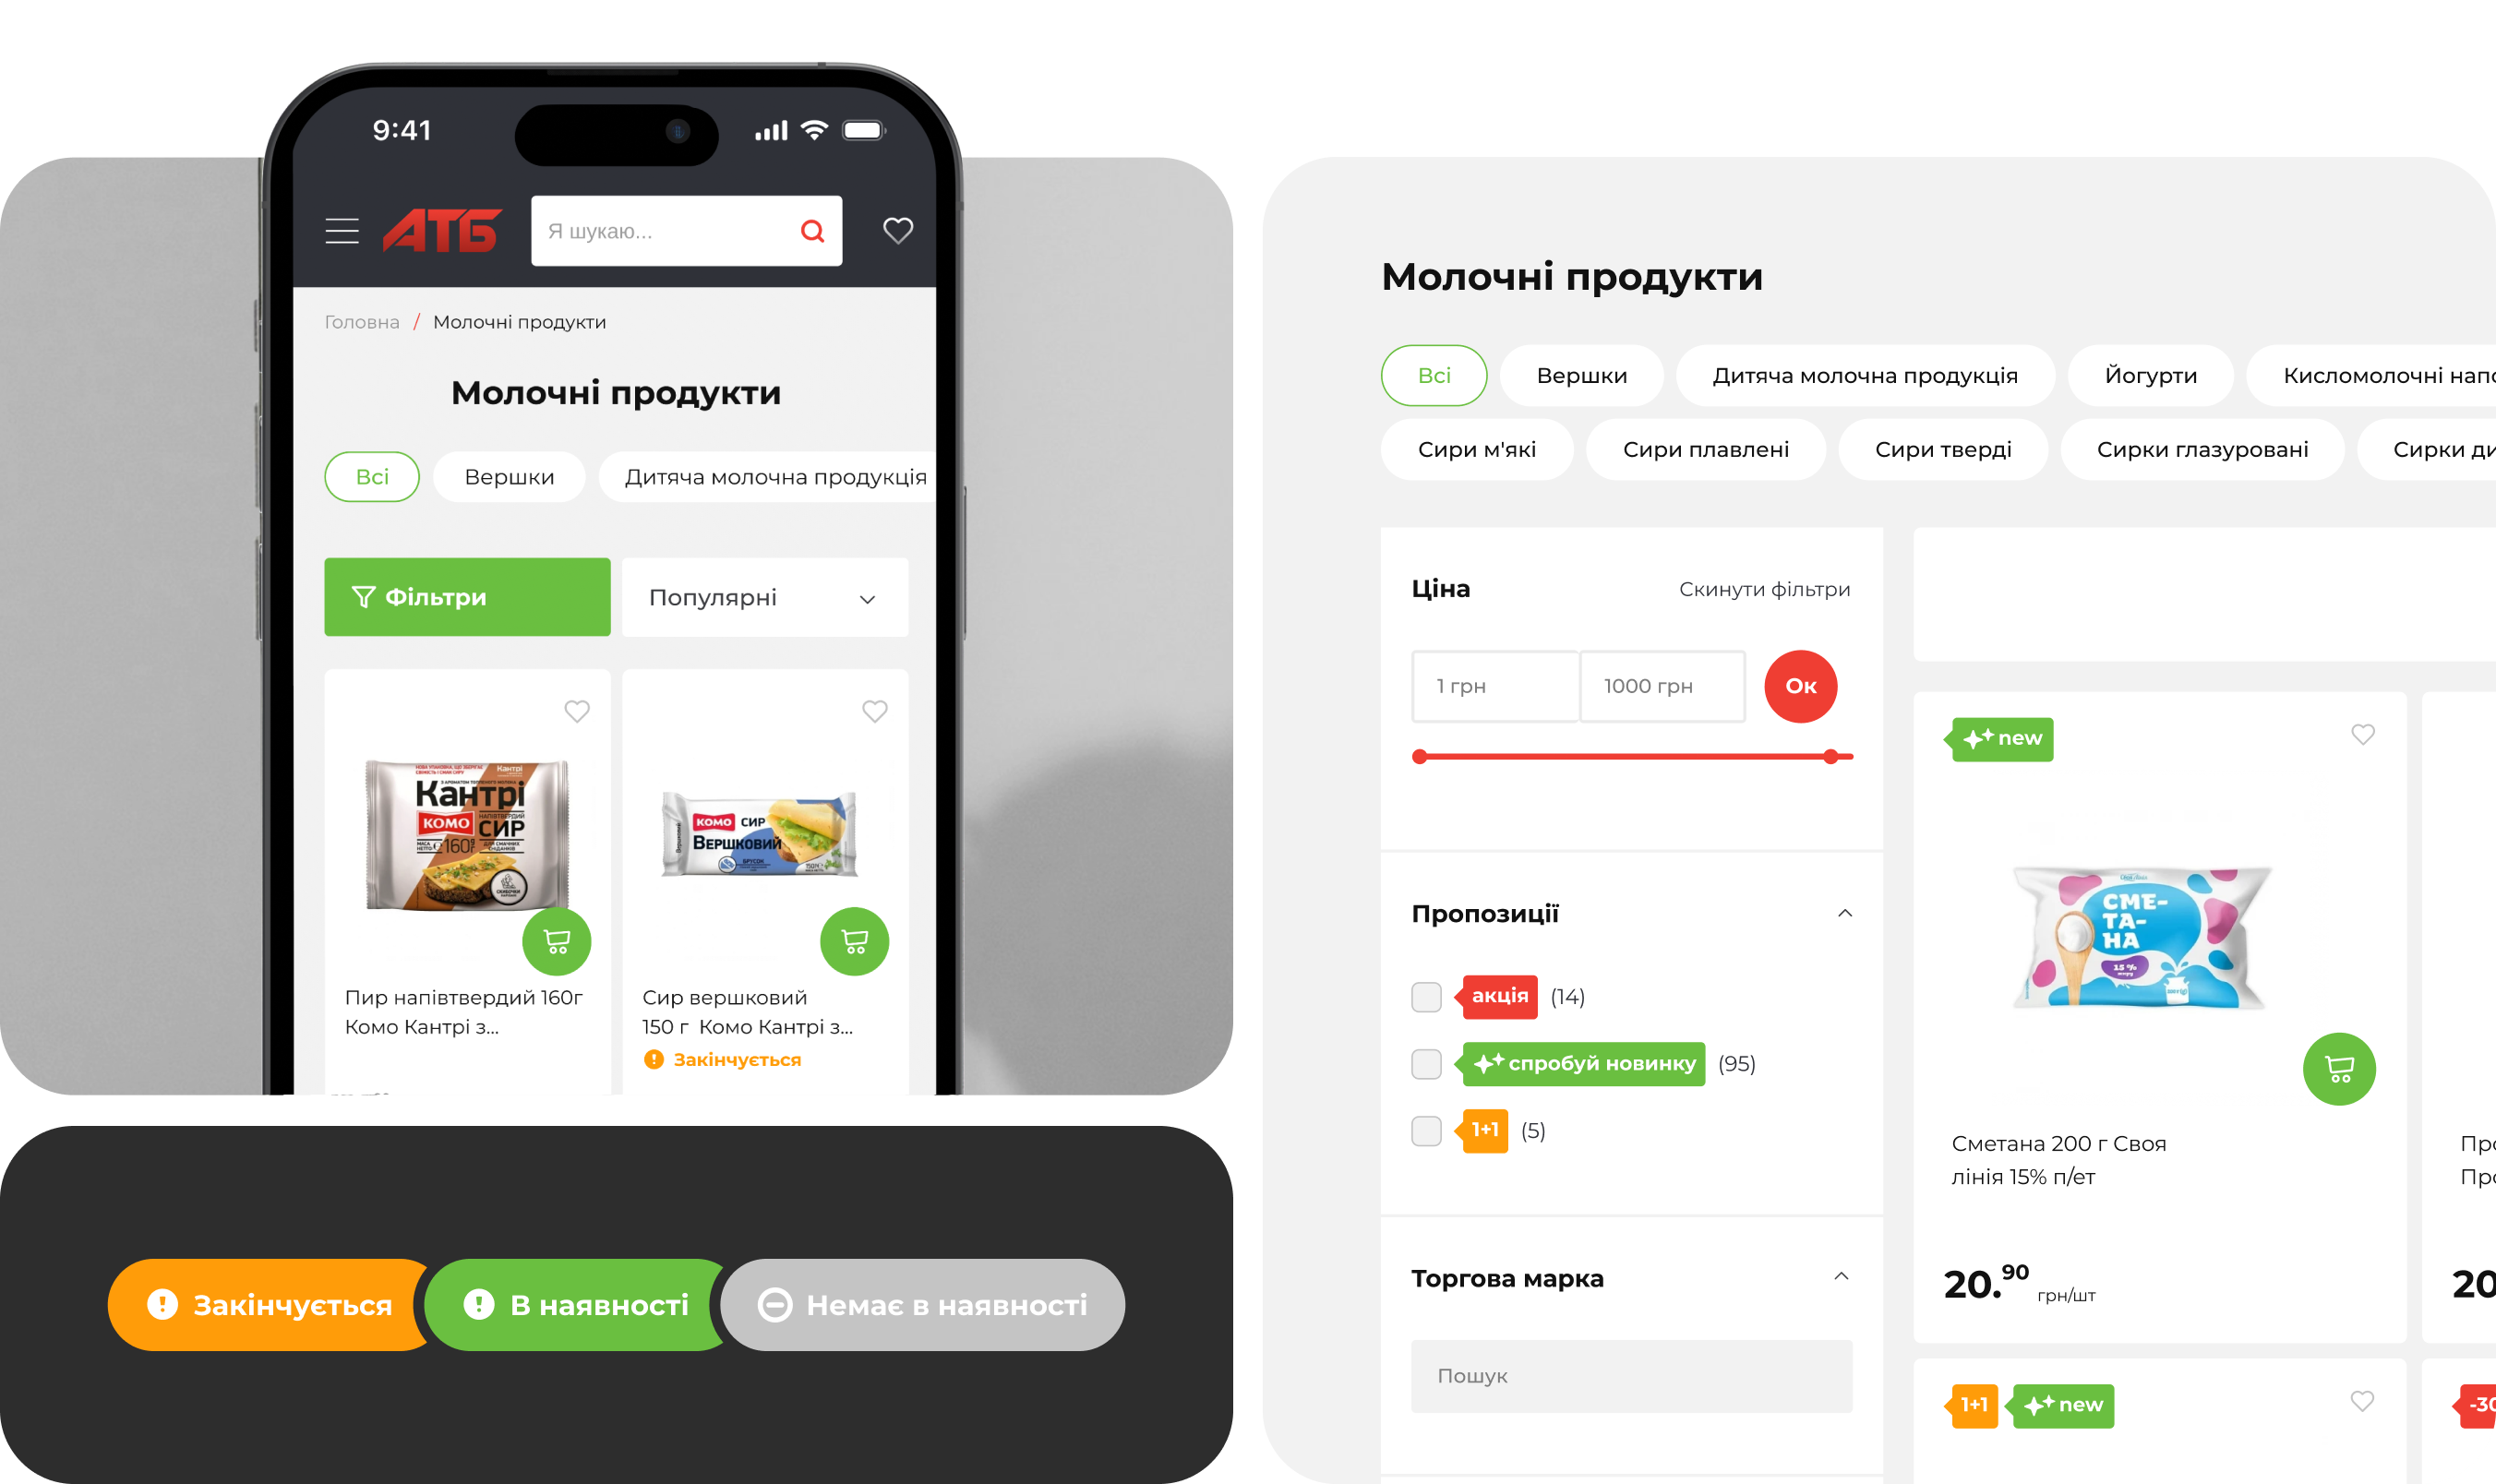 9:41
АТБ
Я шукаю...
Головна / Молочні продукти
Молочні продукти
Всі
Вершки
Дитяча молочна продукція
Фільтри
Популярні
Кантрі
Кантрі
КОМО
СИР
160г
КОМО СИР
Вершковий
БРУСОК
Пир напівтвердий 160г
Комо Кантрі з...
Сир вершковий
150 г Комо Кантрі з...
Закінчується
Закінчується
В наявності
Немає в наявності
Молочні продукти
Всі
Вершки
Дитяча молочна продукція
Йогурти
Кисломолочні напо
Сири м'які
Сири плавлені
Сири тверді
Сирки глазуровані
Сирки ди
Ціна
Скинути фільтри
1 грн
1000 грн
Ок
Пропозиції
акція (14)
спробуй новинку (95)
1+1 (5)
Торгова марка
Пошук
new
СМЕ-
ТА-
НА
15 %
Сметана 200 г Своя
лінія 15% п/ет
20.90 грн/шт
Про
Про
20
1+1
new
-30